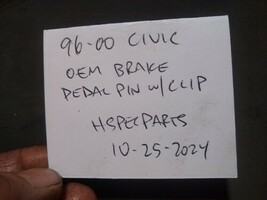 96-00 CIVIC
OEM BRAKE
PEDAL PIN W/CLIP
HSPECPARTS
10-25-2024